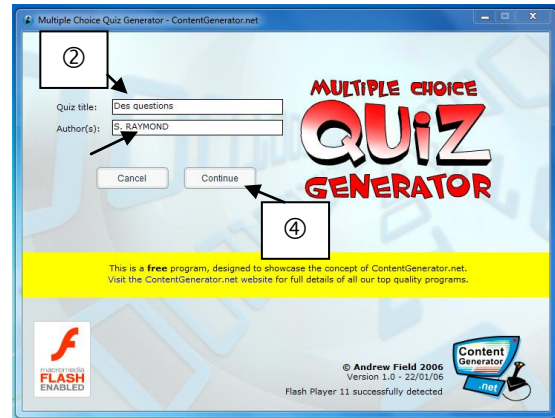 Multiple Choice Quiz Generator - ContentGenerator.net
②
Quiz title: Des questions
Author(s): S. RAYMOND
Cancel Continue
④
MULTIPLE CHOICE
QUIZ
GENERATOR
This is a free program, designed to showcase the concept of ContentGenerator.net.
Visit the ContentGenerator.net website for full details of all our top quality programs.
macromedia
FLASH
ENABLED
© Andrew Field 2006
Version 1.0 - 22/01/06
Flash Player 11 successfully detected
Content
Generator
.net